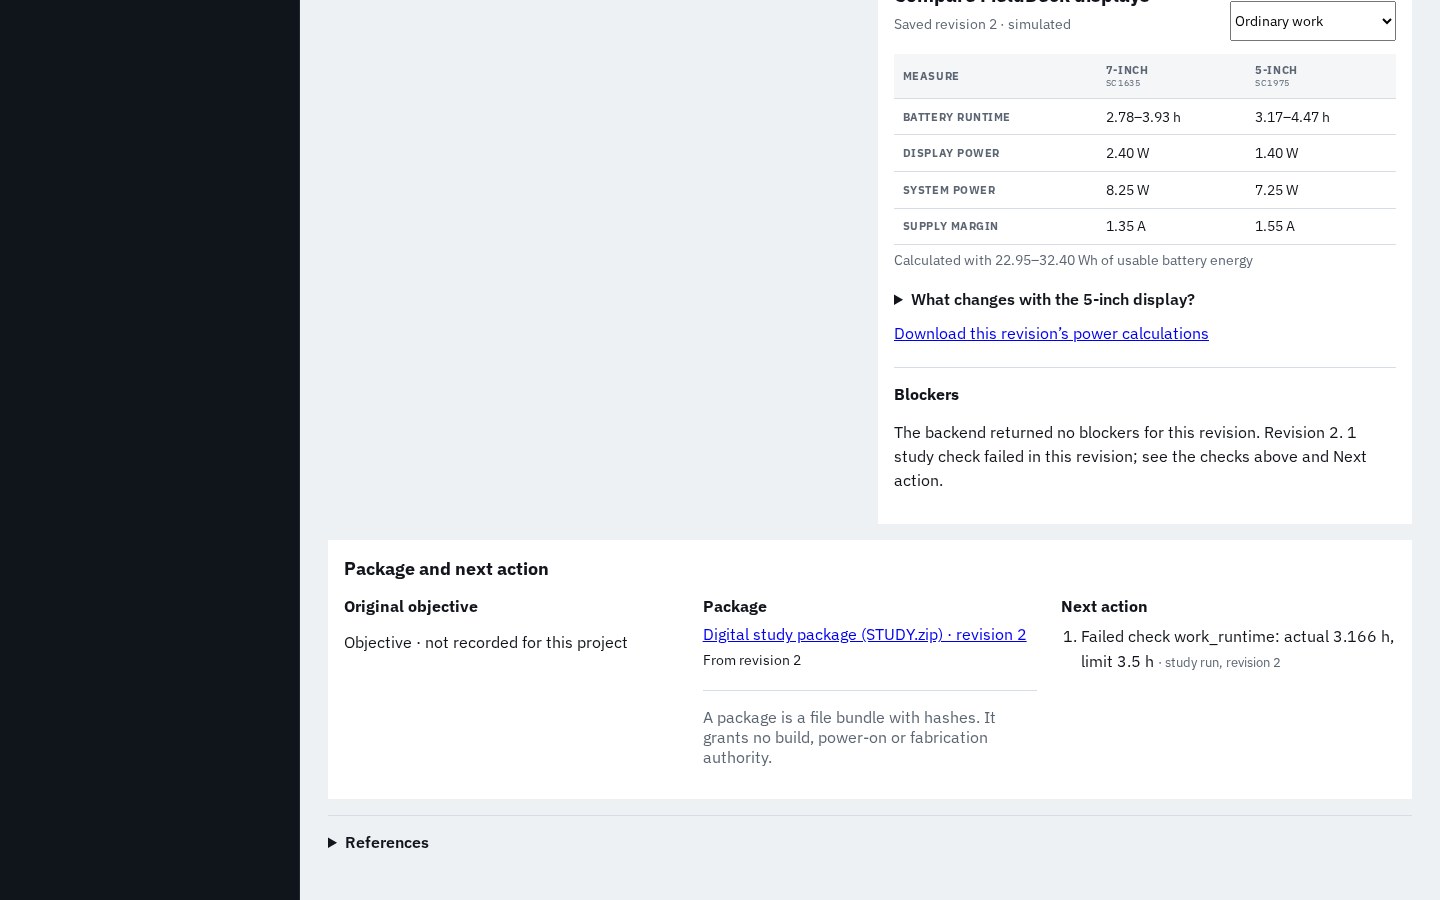 Saved revision 2 · simulated
Ordinary work
MEASURE 7-INCH SC1635 5-INCH SC1975
BATTERY RUNTIME 2.78–3.93 h 3.17–4.47 h
DISPLAY POWER 2.40 W 1.40 W
SYSTEM POWER 8.25 W 7.25 W
SUPPLY MARGIN 1.35 A 1.55 A
Calculated with 22.95–32.40 Wh of usable battery energy
What changes with the 5-inch display?
Download this revision’s power calculations
Blockers
The backend returned no blockers for this revision. Revision 2. 1
study check failed in this revision; see the checks above and Next
action.
Package and next action
Original objective
Objective · not recorded for this project
Package
Digital study package (STUDY.zip) · revision 2
From revision 2
A package is a file bundle with hashes. It
grants no build, power-on or fabrication
authority.
Next action
1. Failed check work_runtime: actual 3.166 h,
limit 3.5 h · study run, revision 2
References